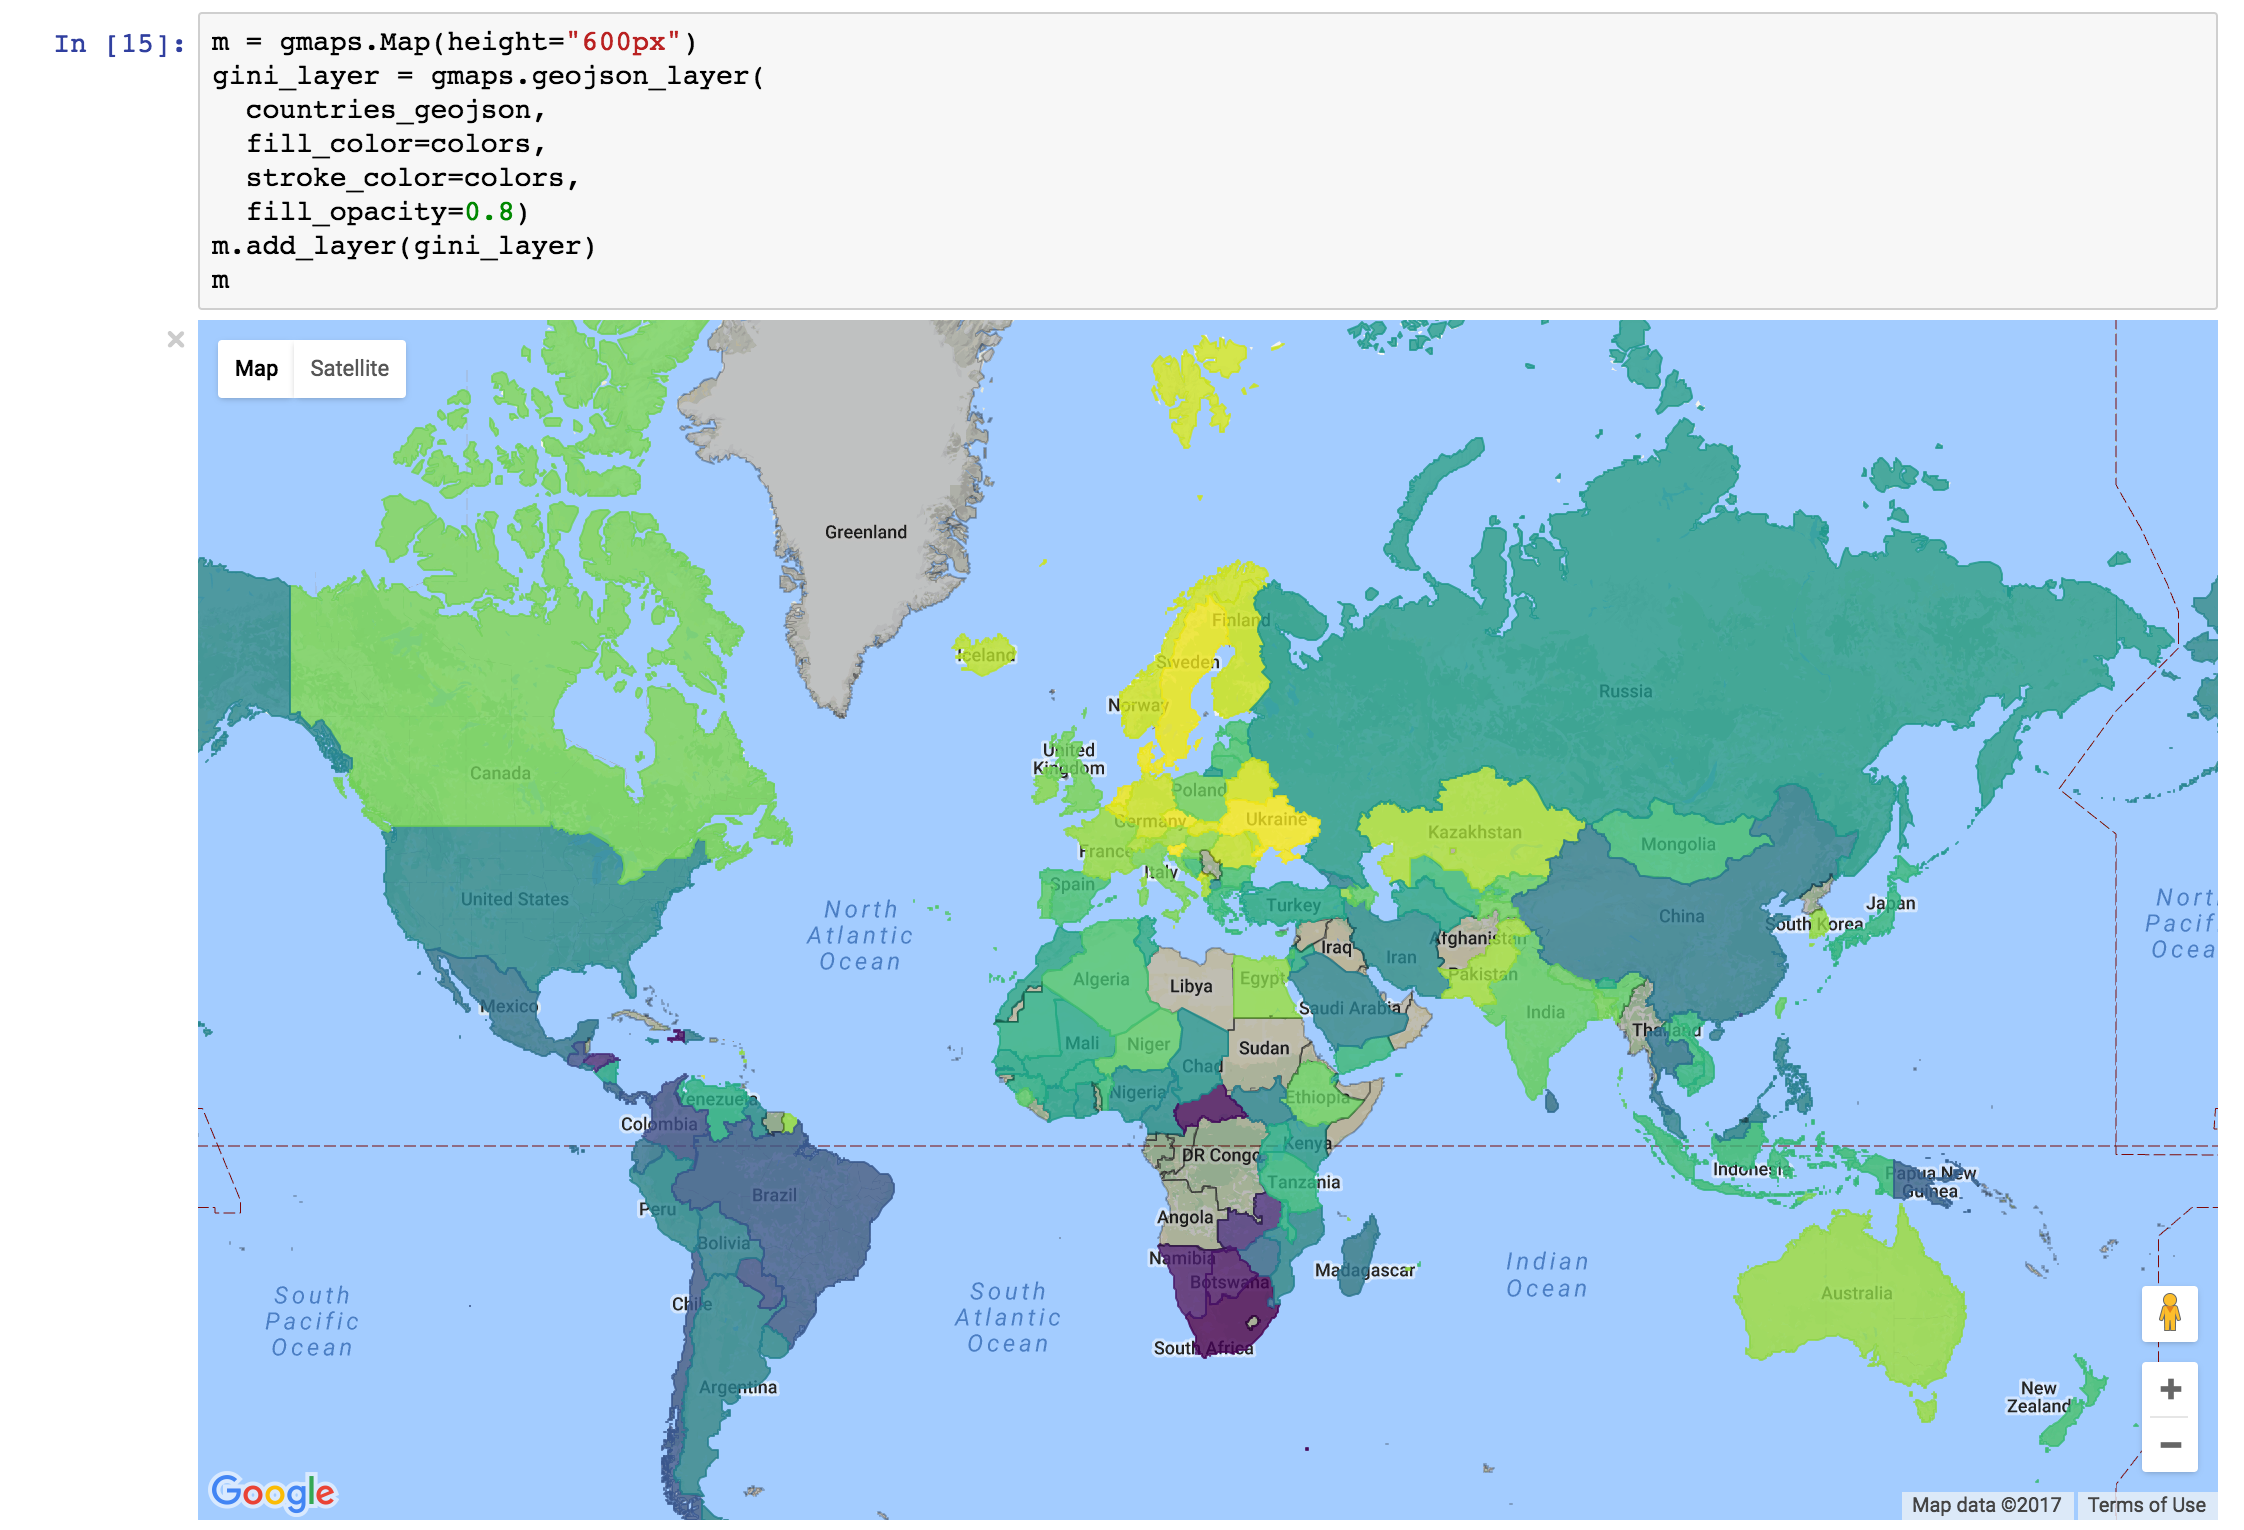 In [15]:
m = gmaps.Map(height="600px")
gini_layer = gmaps.geojson_layer(
  countries_geojson,
  fill_color=colors,
  stroke_color=colors,
  fill_opacity=0.8)
m.add_layer(gini_layer)
m
Map Satellite
Greenland
Finland
Iceland
Sweden
Russia
Norway
United
Kingdom
Canada
Poland
Germany
Ukraine
Kazakhstan
Mongolia
France
Italy
Spain
United States
Turkey
China
Japan
South Korea
North
Atlantic
Ocean
Afghanistan
Iraq
Iran
Pakistan
Algeria
Libya
Egypt
Mexico
Saudi Arabia
India
Thailand
Mali
Niger
Sudan
Chad
Nigeria
Ethiopia
Venezuela
Colombia
Kenya
DR Congo
Indonesia
Papua New
Guinea
Tanzania
Brazil
Peru
Angola
Bolivia
Namibia
Botswana
Madagascar
Indian
Ocean
Australia
South
Pacific
Ocean
Chile
South
Atlantic
Ocean
South Africa
Argentina
New
Zealand
Google
Map data ©2017 Terms of Use